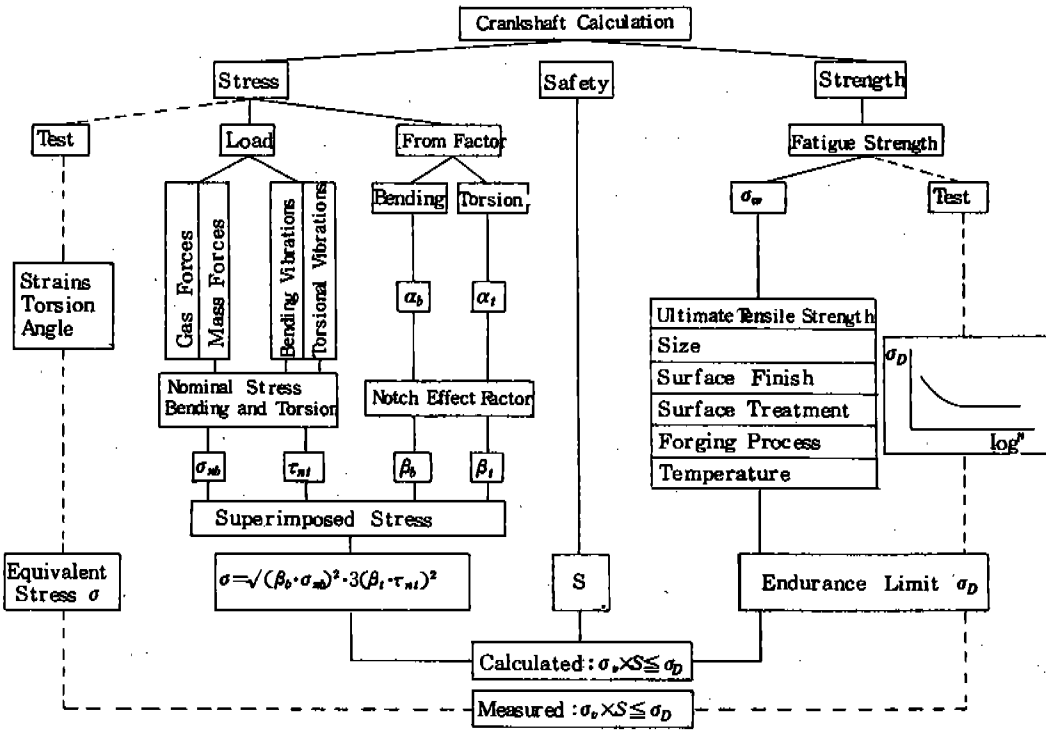 Crankshaft Calculation
Stress
Safety
Strength
Test
Load
From Factor
Fatigue Strength
Gas Forces
Mass Forces
Bending Vibrations
Torsional Vibrations
Bending
Torsion
σw
Test
Strains
Torsion
Angle
αb
αt
Ultimate Tensile Strength
Size
Surface Finish
Surface Treatment
Forging Process
Temperature
σD
logN
Nominal Stress
Bending and Torsion
Notch Effect Ractor
σnb
τnt
βb
βt
Superimposed Stress
Equivalent
Stress σ
σ=√(βb·σnb)²·3(βt·τnt)²
S
Endurance Limit σD
Calculated : σv×S≦σD
Measured : σv×S≦σD